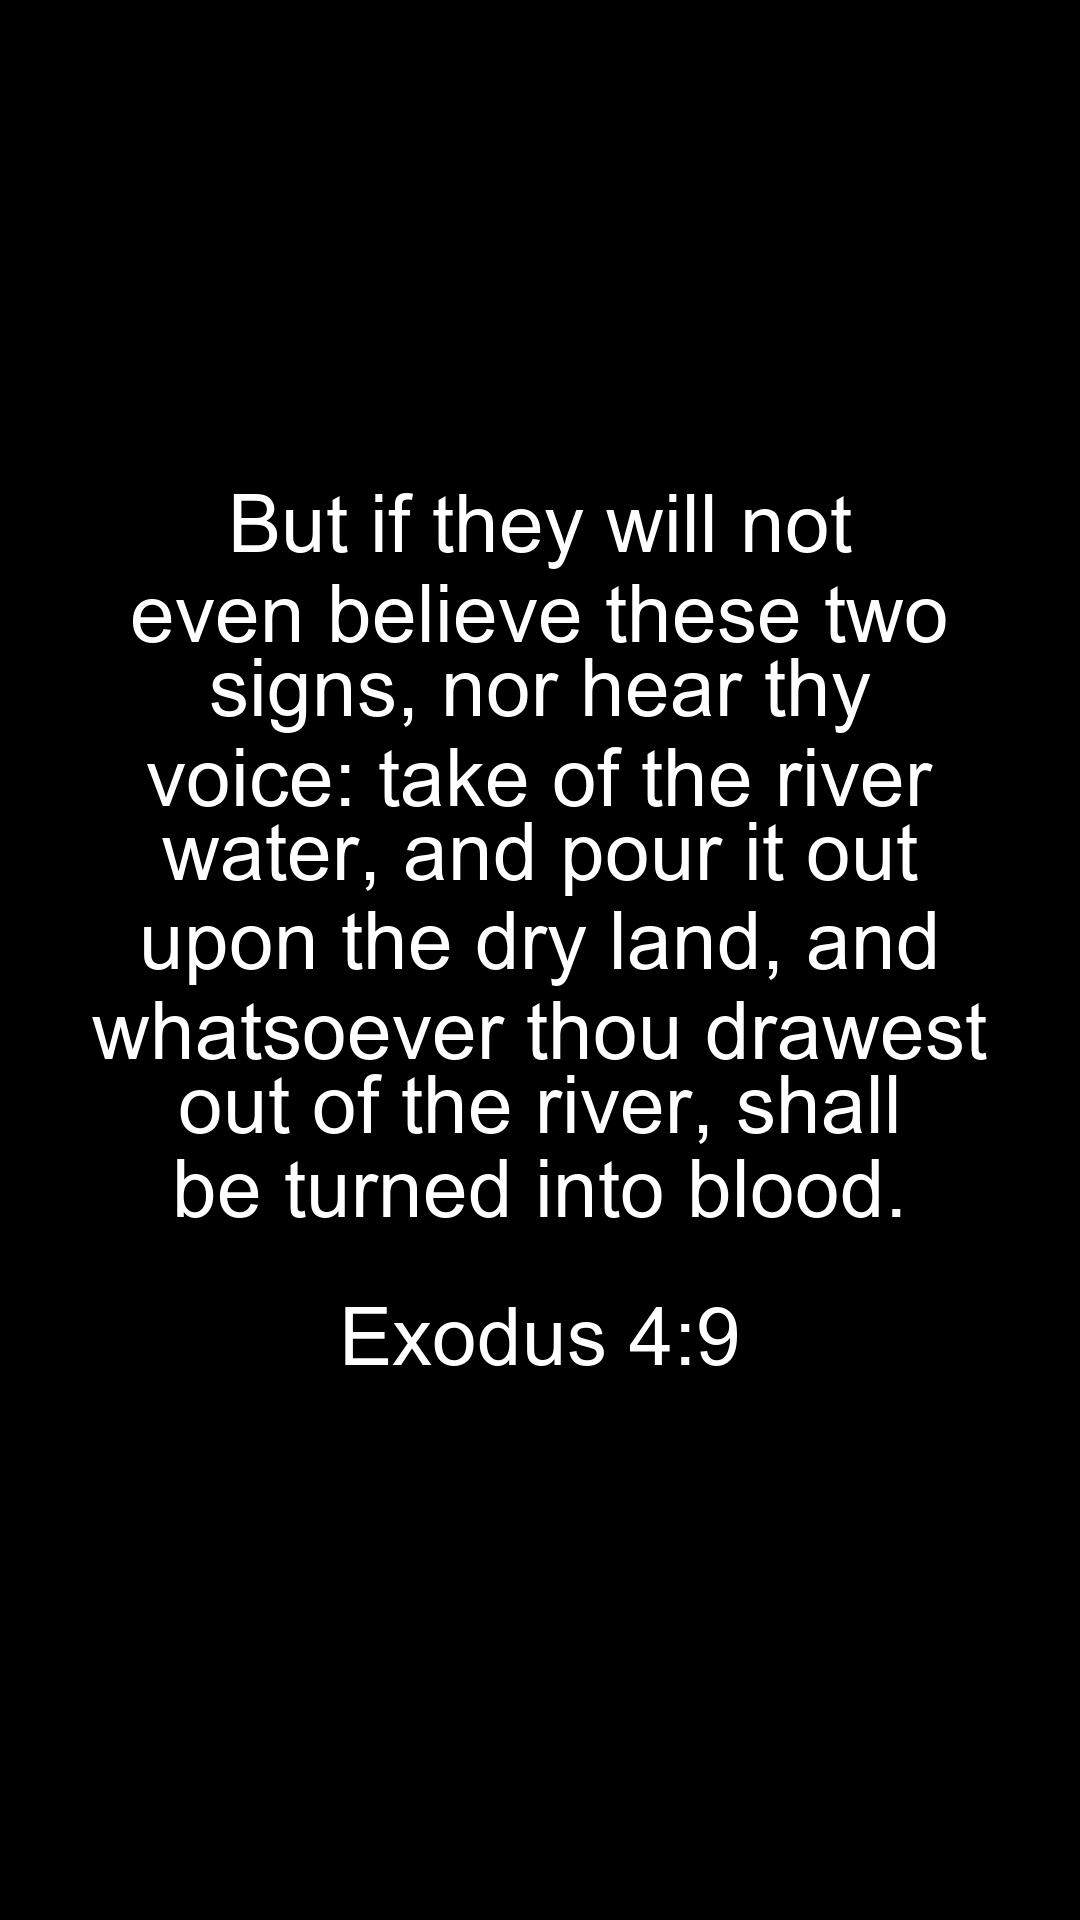 But if they will not
even believe these two
signs, nor hear thy
voice: take of the river
water, and pour it out
upon the dry land, and
whatsoever thou drawest
out of the river, shall
be turned into blood.
Exodus 4:9